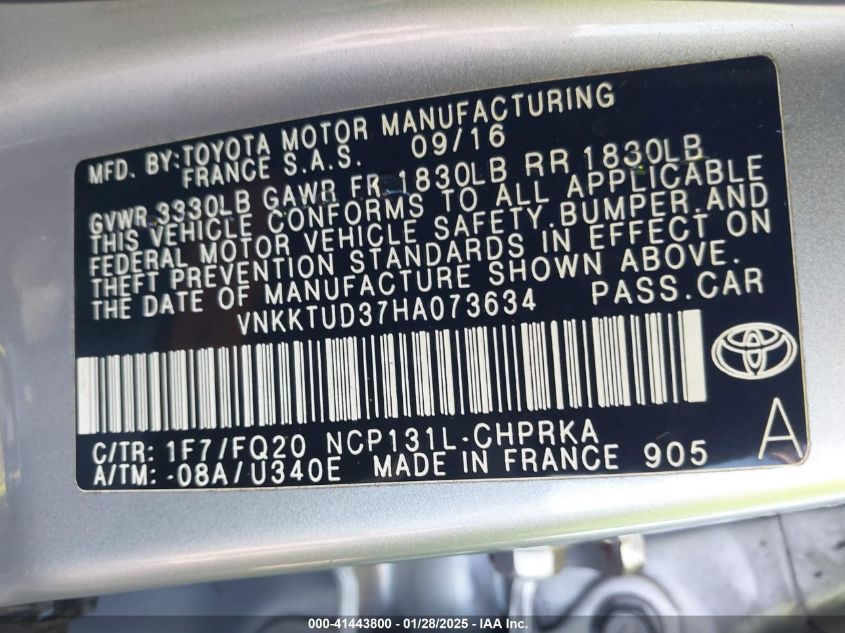 MFD. BY:TOYOTA MOTOR MANUFACTURING
FRANCE S.A.S. 09/16
GVWR 3330LB GAWR FR 1830LB RR 1830LB
THIS VEHICLE CONFORMS TO ALL APPLICABLE
FEDERAL MOTOR VEHICLE SAFETY,BUMPER,AND
THEFT PREVENTION STANDARDS IN EFFECT ON
THE DATE OF MANUFACTURE SHOWN ABOVE.
VNKKTUD37HA073634 PASS.CAR
C/TR: 1F7/FQ20 NCP131L-CHPRKA
A/TM: -08A/U340E MADE IN FRANCE 905
A
000-41443800 | 01/28/2025 - IAA Inc.